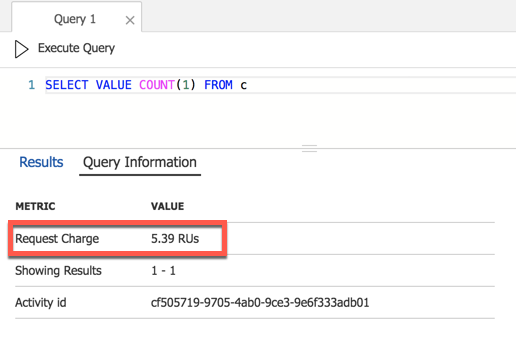 Query 1
Execute Query
1 SELECT VALUE COUNT(1) FROM c
Results Query Information
METRIC VALUE
Request Charge 5.39 RUs
Showing Results 1 - 1
Activity id cf505719-9705-4ab0-9ce3-9e6f333adb01